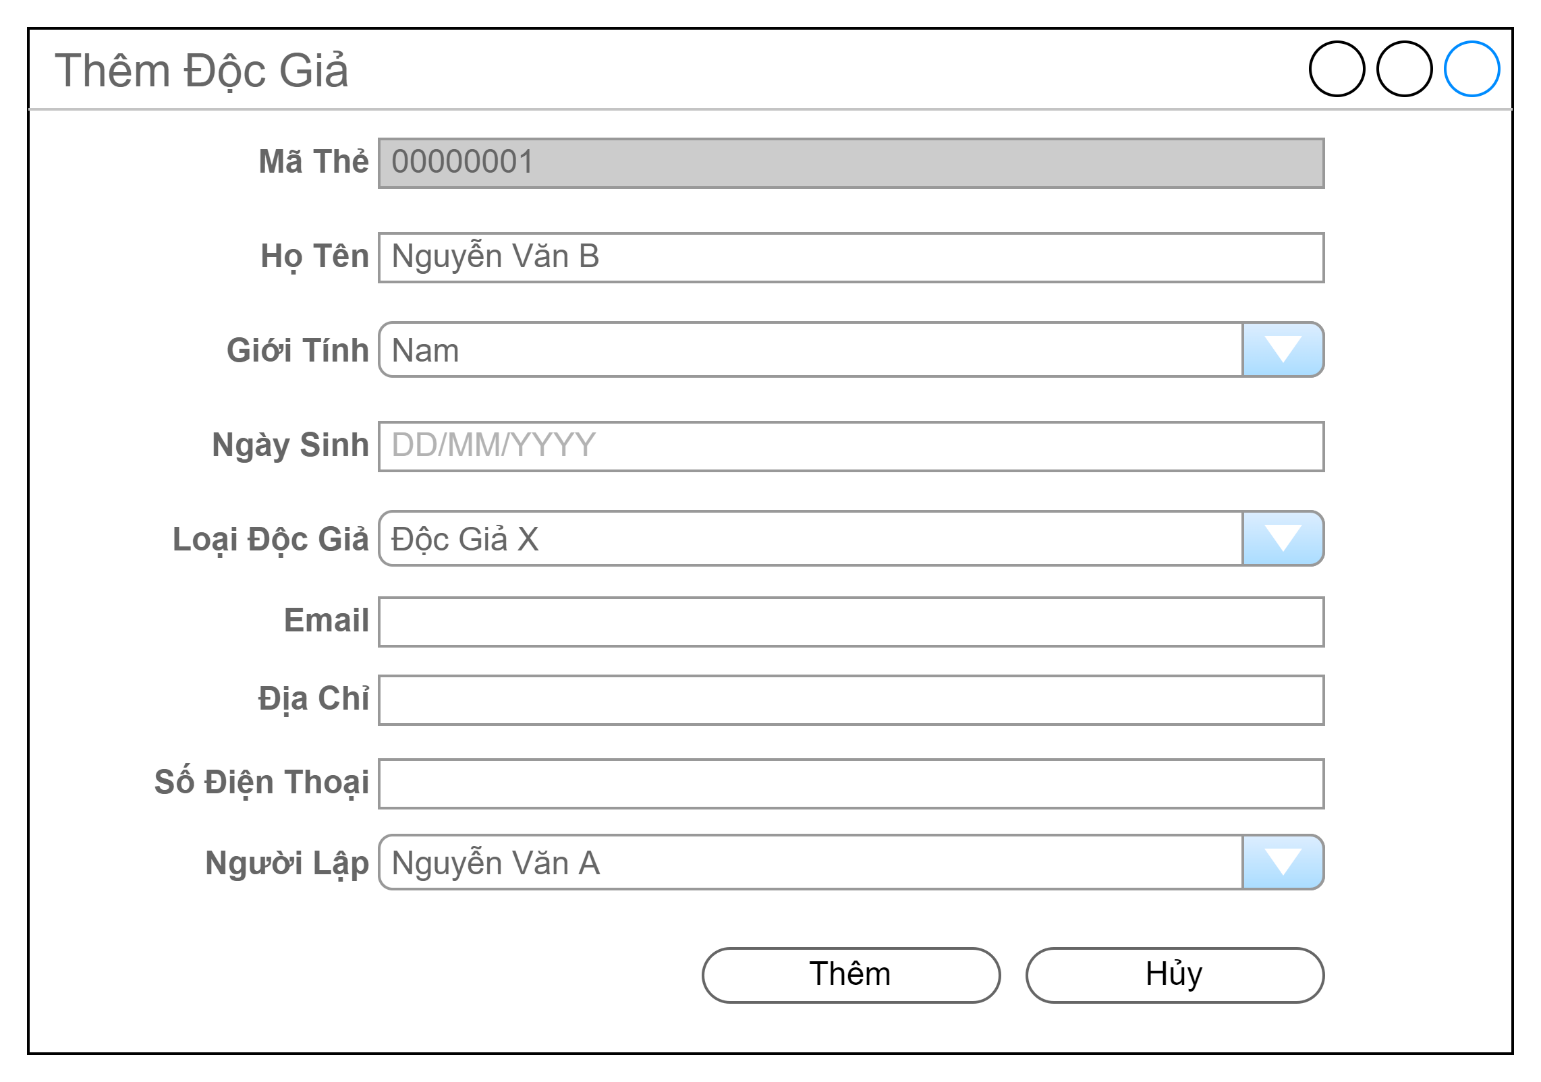 Thêm Độc Giả
Mã Thẻ 00000001
Họ Tên Nguyễn Văn B
Giới Tính Nam
Ngày Sinh DD/MM/YYYY
Loại Độc Giả Độc Giả X
Email
Địa Chỉ
Số Điện Thoại
Người Lập Nguyễn Văn A
Thêm Hủy